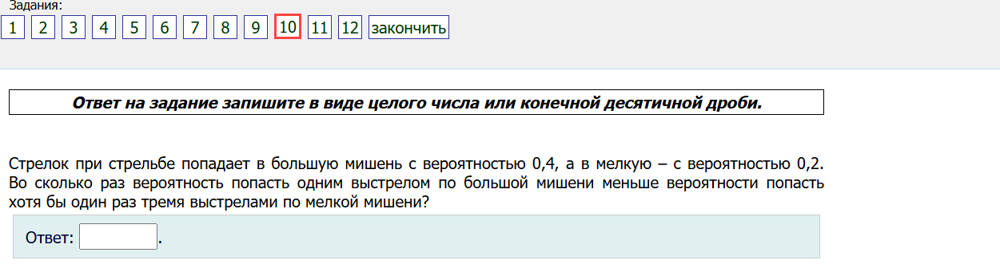 Задания:
1 2 3 4 5 6 7 8 9 10 11 12 закончить
Ответ на задание запишите в виде целого числа или конечной десятичной дроби.
Стрелок при стрельбе попадает в большую мишень с вероятностью 0,4, а в мелкую – с вероятностью 0,2.
Во сколько раз вероятность попасть одним выстрелом по большой мишени меньше вероятности попасть
хотя бы один раз тремя выстрелами по мелкой мишени?
Ответ: .